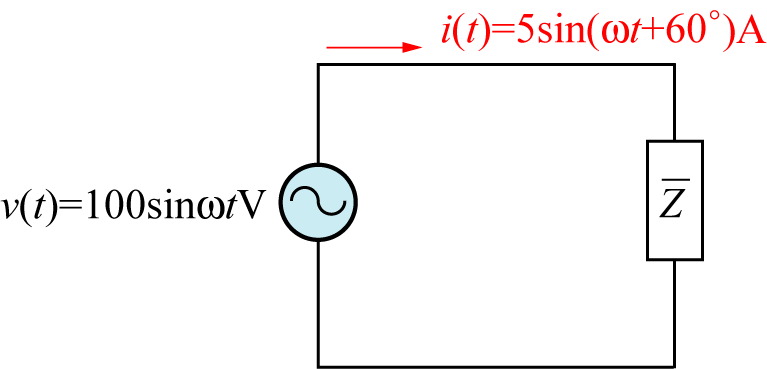 i(t)=5sin(ωt+60°)A
v(t)=100sinωtV
Z̅